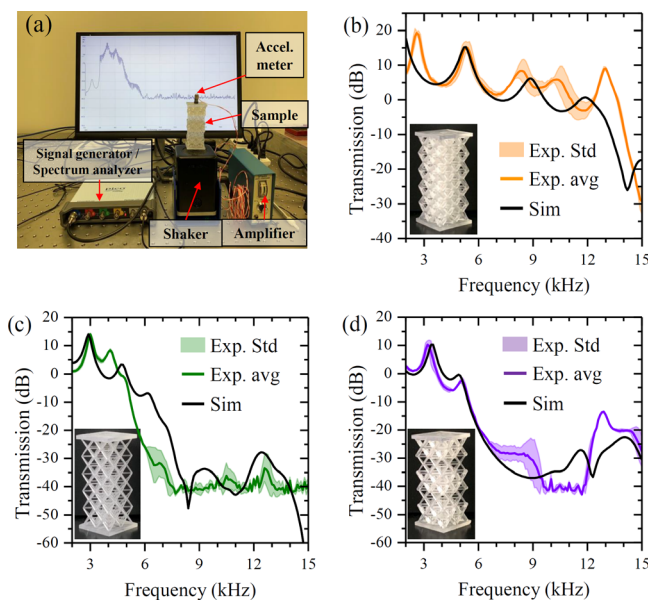 (a)
Accel.
meter
Sample
Signal generator /
Spectrum analyzer
Shaker
Amplifier
(b)
Transmission (dB)
40
30
20
10
0
-10
-20
-30
-40
Exp. Std
Exp. avg
Sim
3 6 9 12 15
Frequency (kHz)
(c)
Transmission (dB)
20
10
0
-10
-20
-30
-40
-50
-60
Exp. Std
Exp. avg
Sim
3 6 9 12 15
Frequency (kHz)
(d)
Transmission (dB)
20
10
0
-10
-20
-30
-40
-50
-60
Exp. Std
Exp. avg
Sim
3 6 9 12 15
Frequency (kHz)